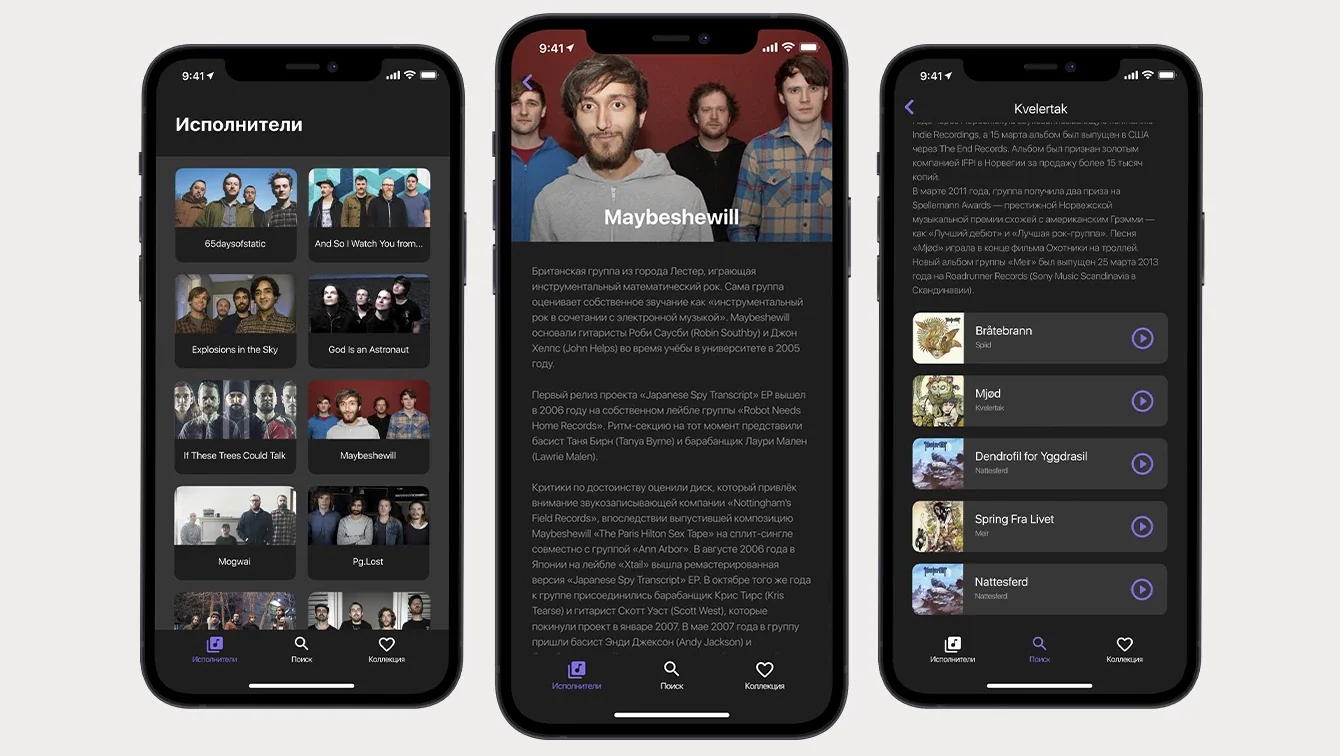 9:41
Исполнители
65daysofstatic
And So I Watch You from...
Explosions in the Sky
God Is an Astronaut
If These Trees Could Talk
Maybeshewill
Mogwai
Pg.Lost
Исполнители
Поиск
Коллекция
9:41
Maybeshewill
Британская группа из города Лестер, играющая
инструментальный математический рок. Сама группа
оценивает собственное звучание как «инструментальный
рок в сочетании с электронной музыкой». Maybeshewill
основали гитаристы Роби Саусби (Robin Southby) и Джон
Хелпс (John Helps) во время учёбы в университете в 2005
году.
Первый релиз проекта «Japanese Spy Transcript» EP вышел
в 2006 году на собственном лейбле группы «Robot Needs
Home Records». Ритм-секцию на тот момент представили
басист Таня Бирн (Tanya Byrne) и барабанщик Лаури Мален
(Lawrie Malen).
Критики по достоинству оценили диск, который привлёк
внимание звукозаписывающей компании «Nottingham's
Field Records», впоследствии выпустившей композицию
Maybeshewill «The Paris Hilton Sex Tape» на сплит-сингле
совместно с группой «Ann Arbor». В августе 2006 года в
Японии на лейбле «Xtail» вышла ремастерированная
версия «Japanese Spy Transcript» EP. В октябре того же года
к группе присоединились барабанщик Крис Тирс (Kris
Tearse) и гитарист Скотт Уэст (Scott West), которые
покинули проект в январе 2007. В мае 2007 года в группу
пришли басист Энди Джексон (Andy Jackson) и
Исполнители
Поиск
Коллекция
9:41
Kvelertak
Indie Recordings, а 15 марта альбом был выпущен в США
через The End Records. Альбом был признан золотым
компанией IFPI в Норвегии за продажу более 15 тысяч
копий.
В марте 2011 года, группа получила два приза на
Spellemann Awards — престижной Норвежской
музыкальной премии схожей с американским Грэмми —
как «Лучший дебют» и «Лучшая рок-группа». Песня
«Mjød» играла в конце фильма Охотники на троллей.
Новый альбом группы «Meir» был выпущен 25 марта 2013
года на Roadrunner Records (Sony Music Scandinavia в
Скандинавии).
Bråtebrann
Splid
Mjød
Kvelertak
Dendrofil for Yggdrasil
Nattesferd
Spring Fra Livet
Meir
Nattesferd
Nattesferd
Исполнители
Поиск
Коллекция